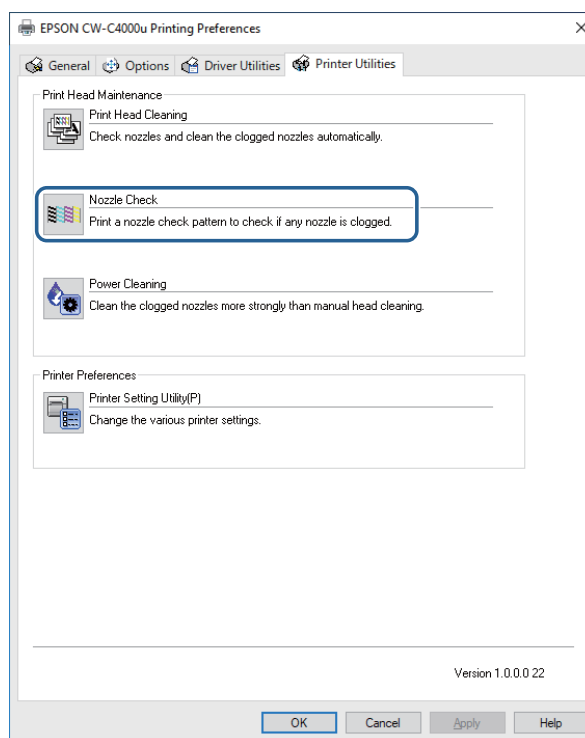 EPSON CW-C4000u Printing Preferences
General Options Driver Utilities Printer Utilities
Print Head Maintenance
Print Head Cleaning
Check nozzles and clean the clogged nozzles automatically.
Nozzle Check
Print a nozzle check pattern to check if any nozzle is clogged.
Power Cleaning
Clean the clogged nozzles more strongly than manual head cleaning.
Printer Preferences
Printer Setting Utility(P)
Change the various printer settings.
Version 1.0.0.0 22
OK Cancel Apply Help